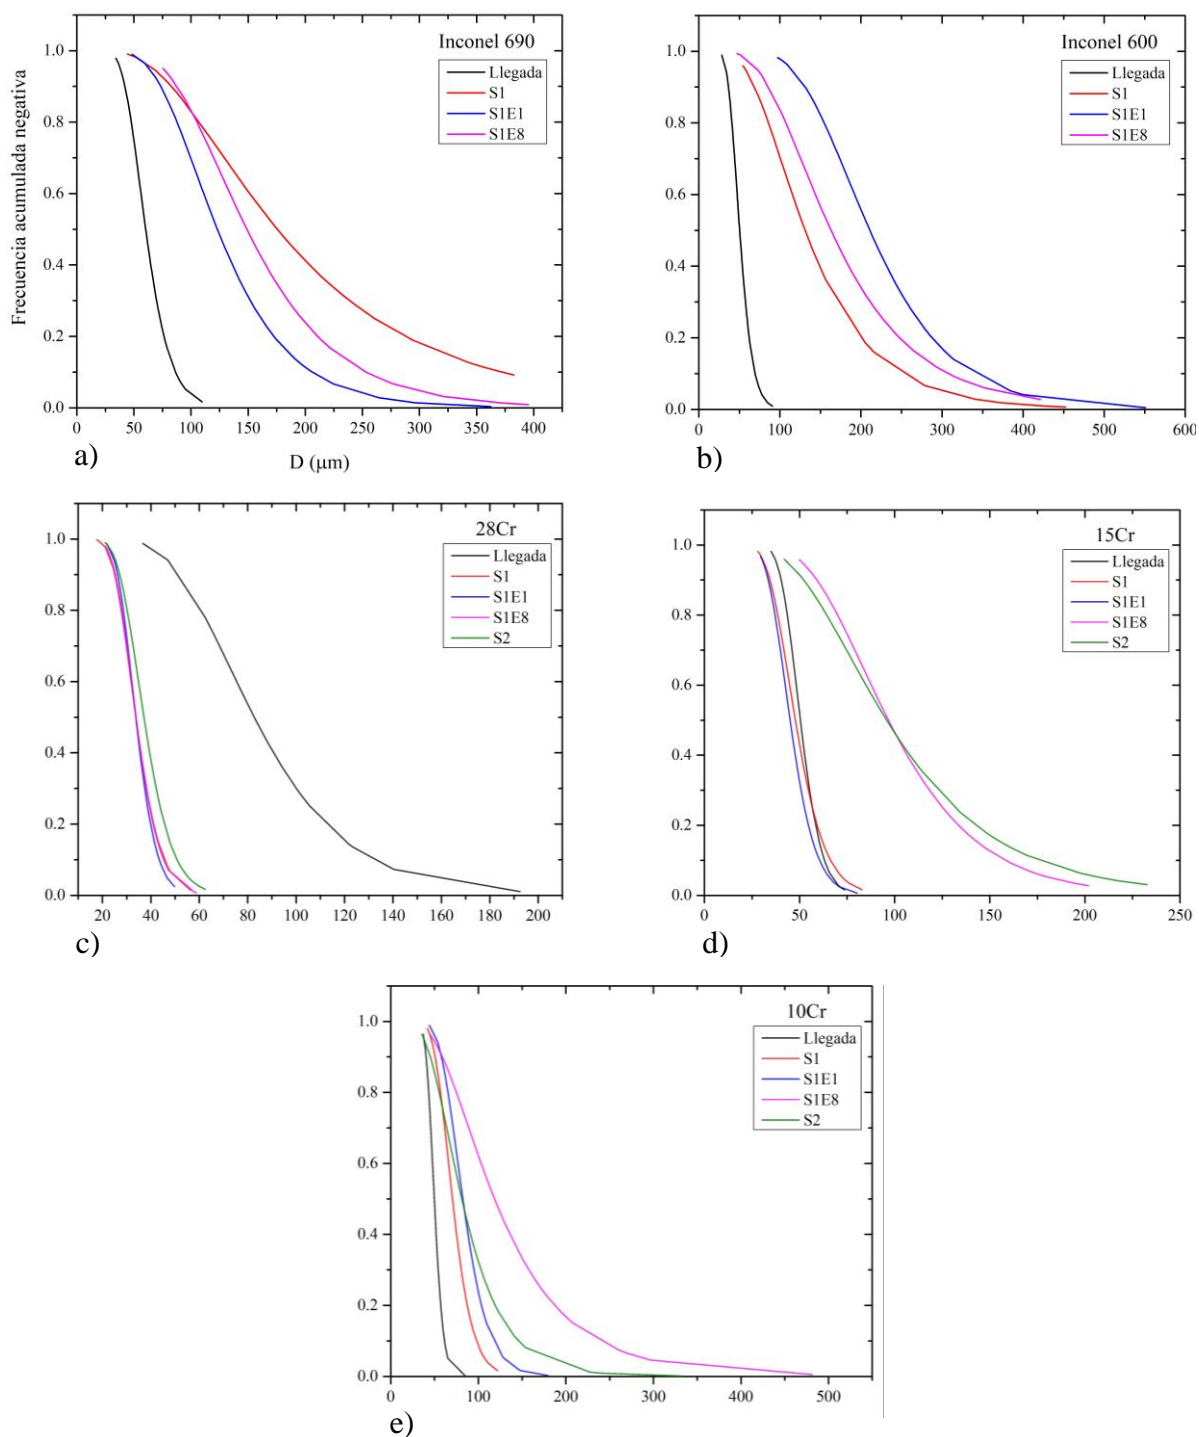 Inconel 690
Llegada
S1
S1E1
S1E8
Frecuencia acumulada negativa
1.0
0.8
0.6
0.4
0.2
0.0
0
50
100
150
200
250
300
350
400
a)
D (μm)
Inconel 600
Llegada
S1
S1E1
S1E8
1.0
0.8
0.6
0.4
0.2
0.0
0
100
200
300
400
500
600
b)
28Cr
Llegada
S1
S1E1
S1E8
S2
1.0
0.8
0.6
0.4
0.2
0.0
20
40
60
80
100
120
140
160
180
200
c)
15Cr
Llegada
S1
S1E1
S1E8
S2
1.0
0.8
0.6
0.4
0.2
0.0
0
50
100
150
200
250
d)
10Cr
Llegada
S1
S1E1
S1E8
S2
1.0
0.8
0.6
0.4
0.2
0.0
0
100
200
300
400
500
e)